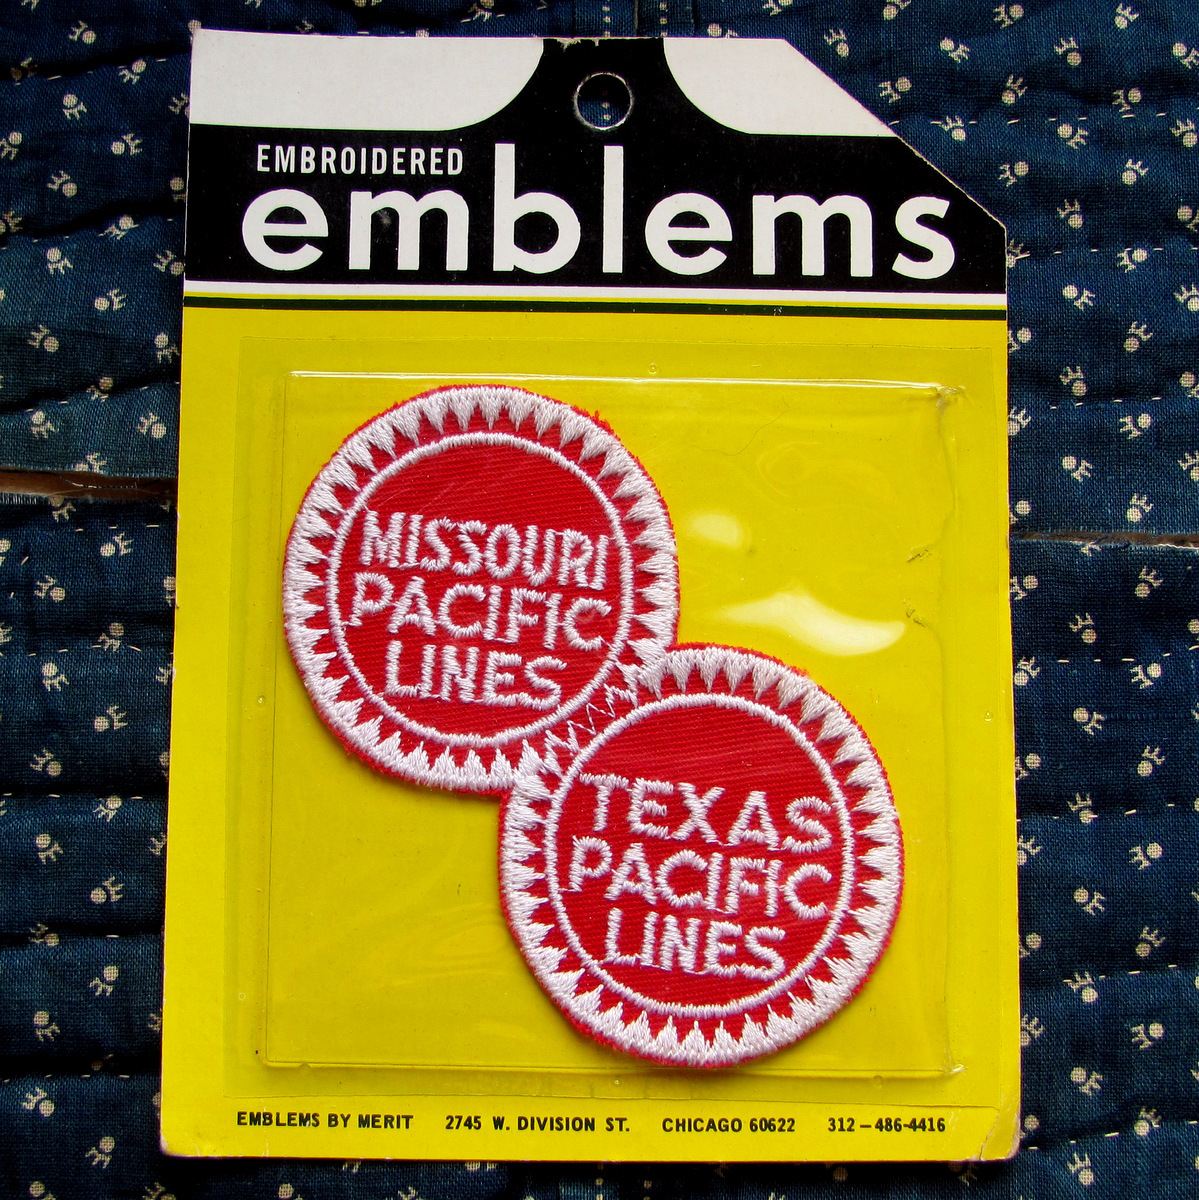 EMBROIDERED
emblems
MISSOURI
PACIFIC
LINES
TEXAS
PACIFIC
LINES
EMBLEMS BY MERIT 2745 W. DIVISION ST. CHICAGO 60622 312-486-4416